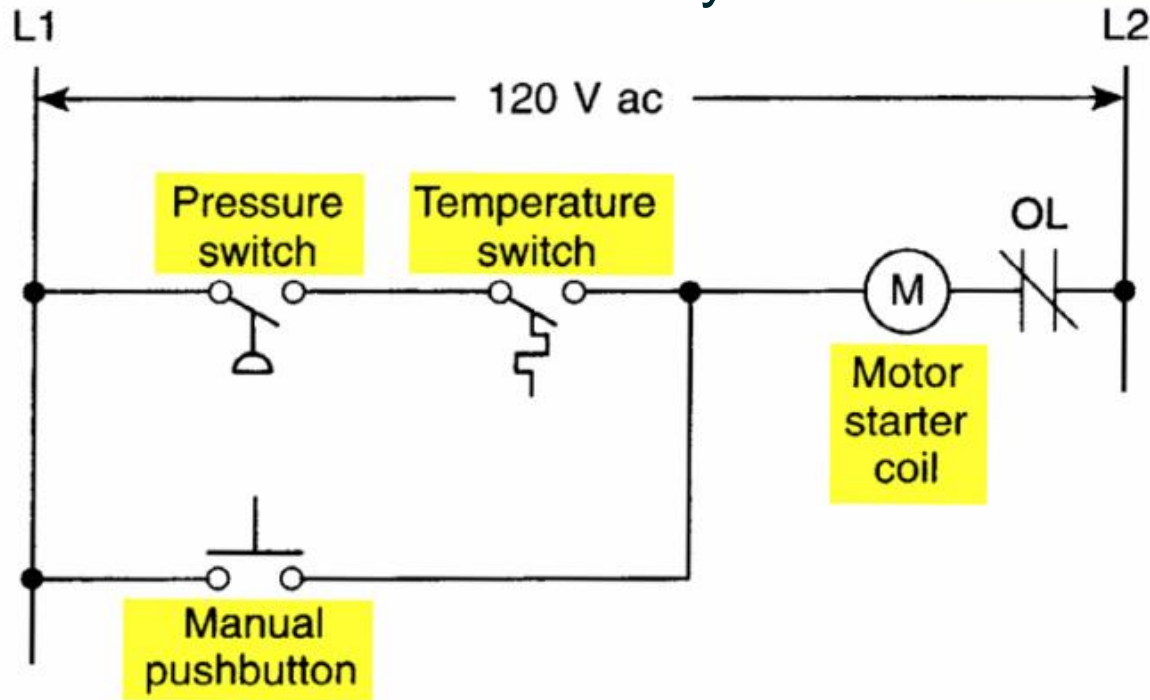 L1
L2
120 V ac
Pressure
switch
Temperature
switch
OL
M
Motor
starter
coil
Manual
pushbutton